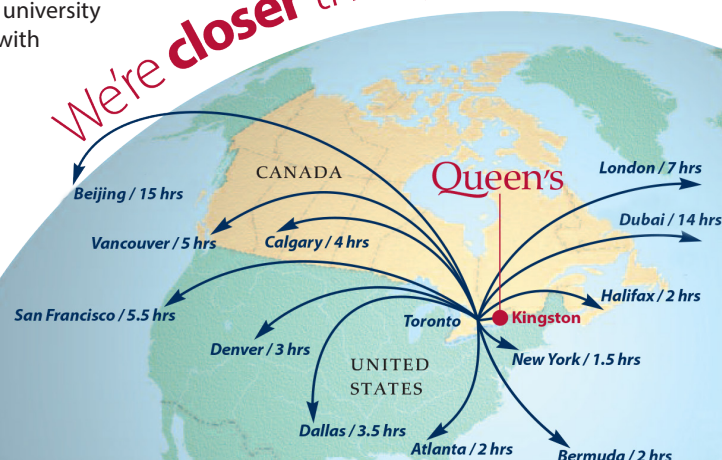 university
with
We're closer
CANADA
Queen's
London / 7 hrs
Beijing / 15 hrs
Dubai / 14 hrs
Vancouver / 5 hrs
Calgary / 4 hrs
Halifax / 2 hrs
San Francisco / 5.5 hrs
Toronto
Kingston
Denver / 3 hrs
New York / 1.5 hrs
UNITED
STATES
Dallas / 3.5 hrs
Atlanta / 2 hrs
Bermuda / 2 hrs